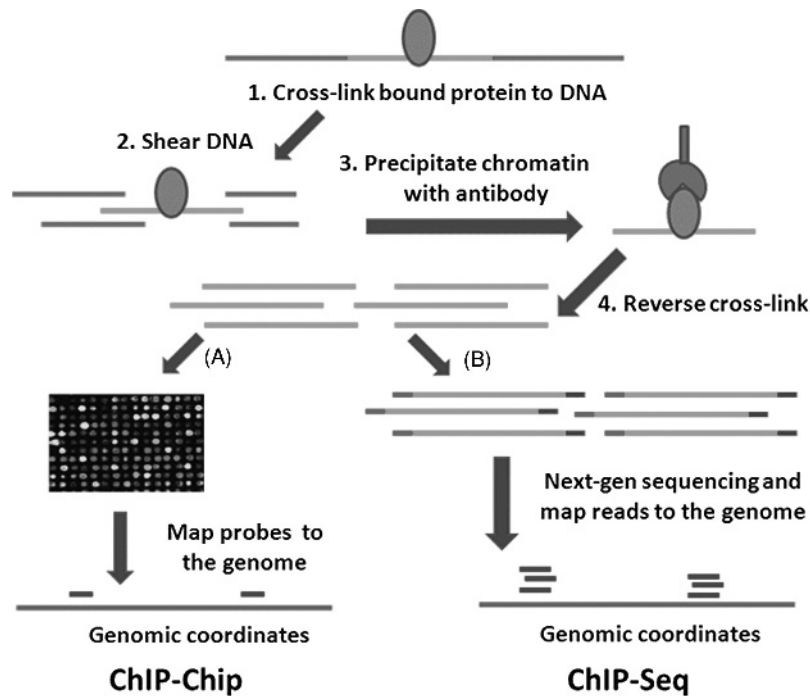 1. Cross-link bound protein to DNA
2. Shear DNA
3. Precipitate chromatin
with antibody
4. Reverse cross-link
(A)
(B)
Map probes to
the genome
Next-gen sequencing and
map reads to the genome
Genomic coordinates
Genomic coordinates
ChIP-Chip
ChIP-Seq